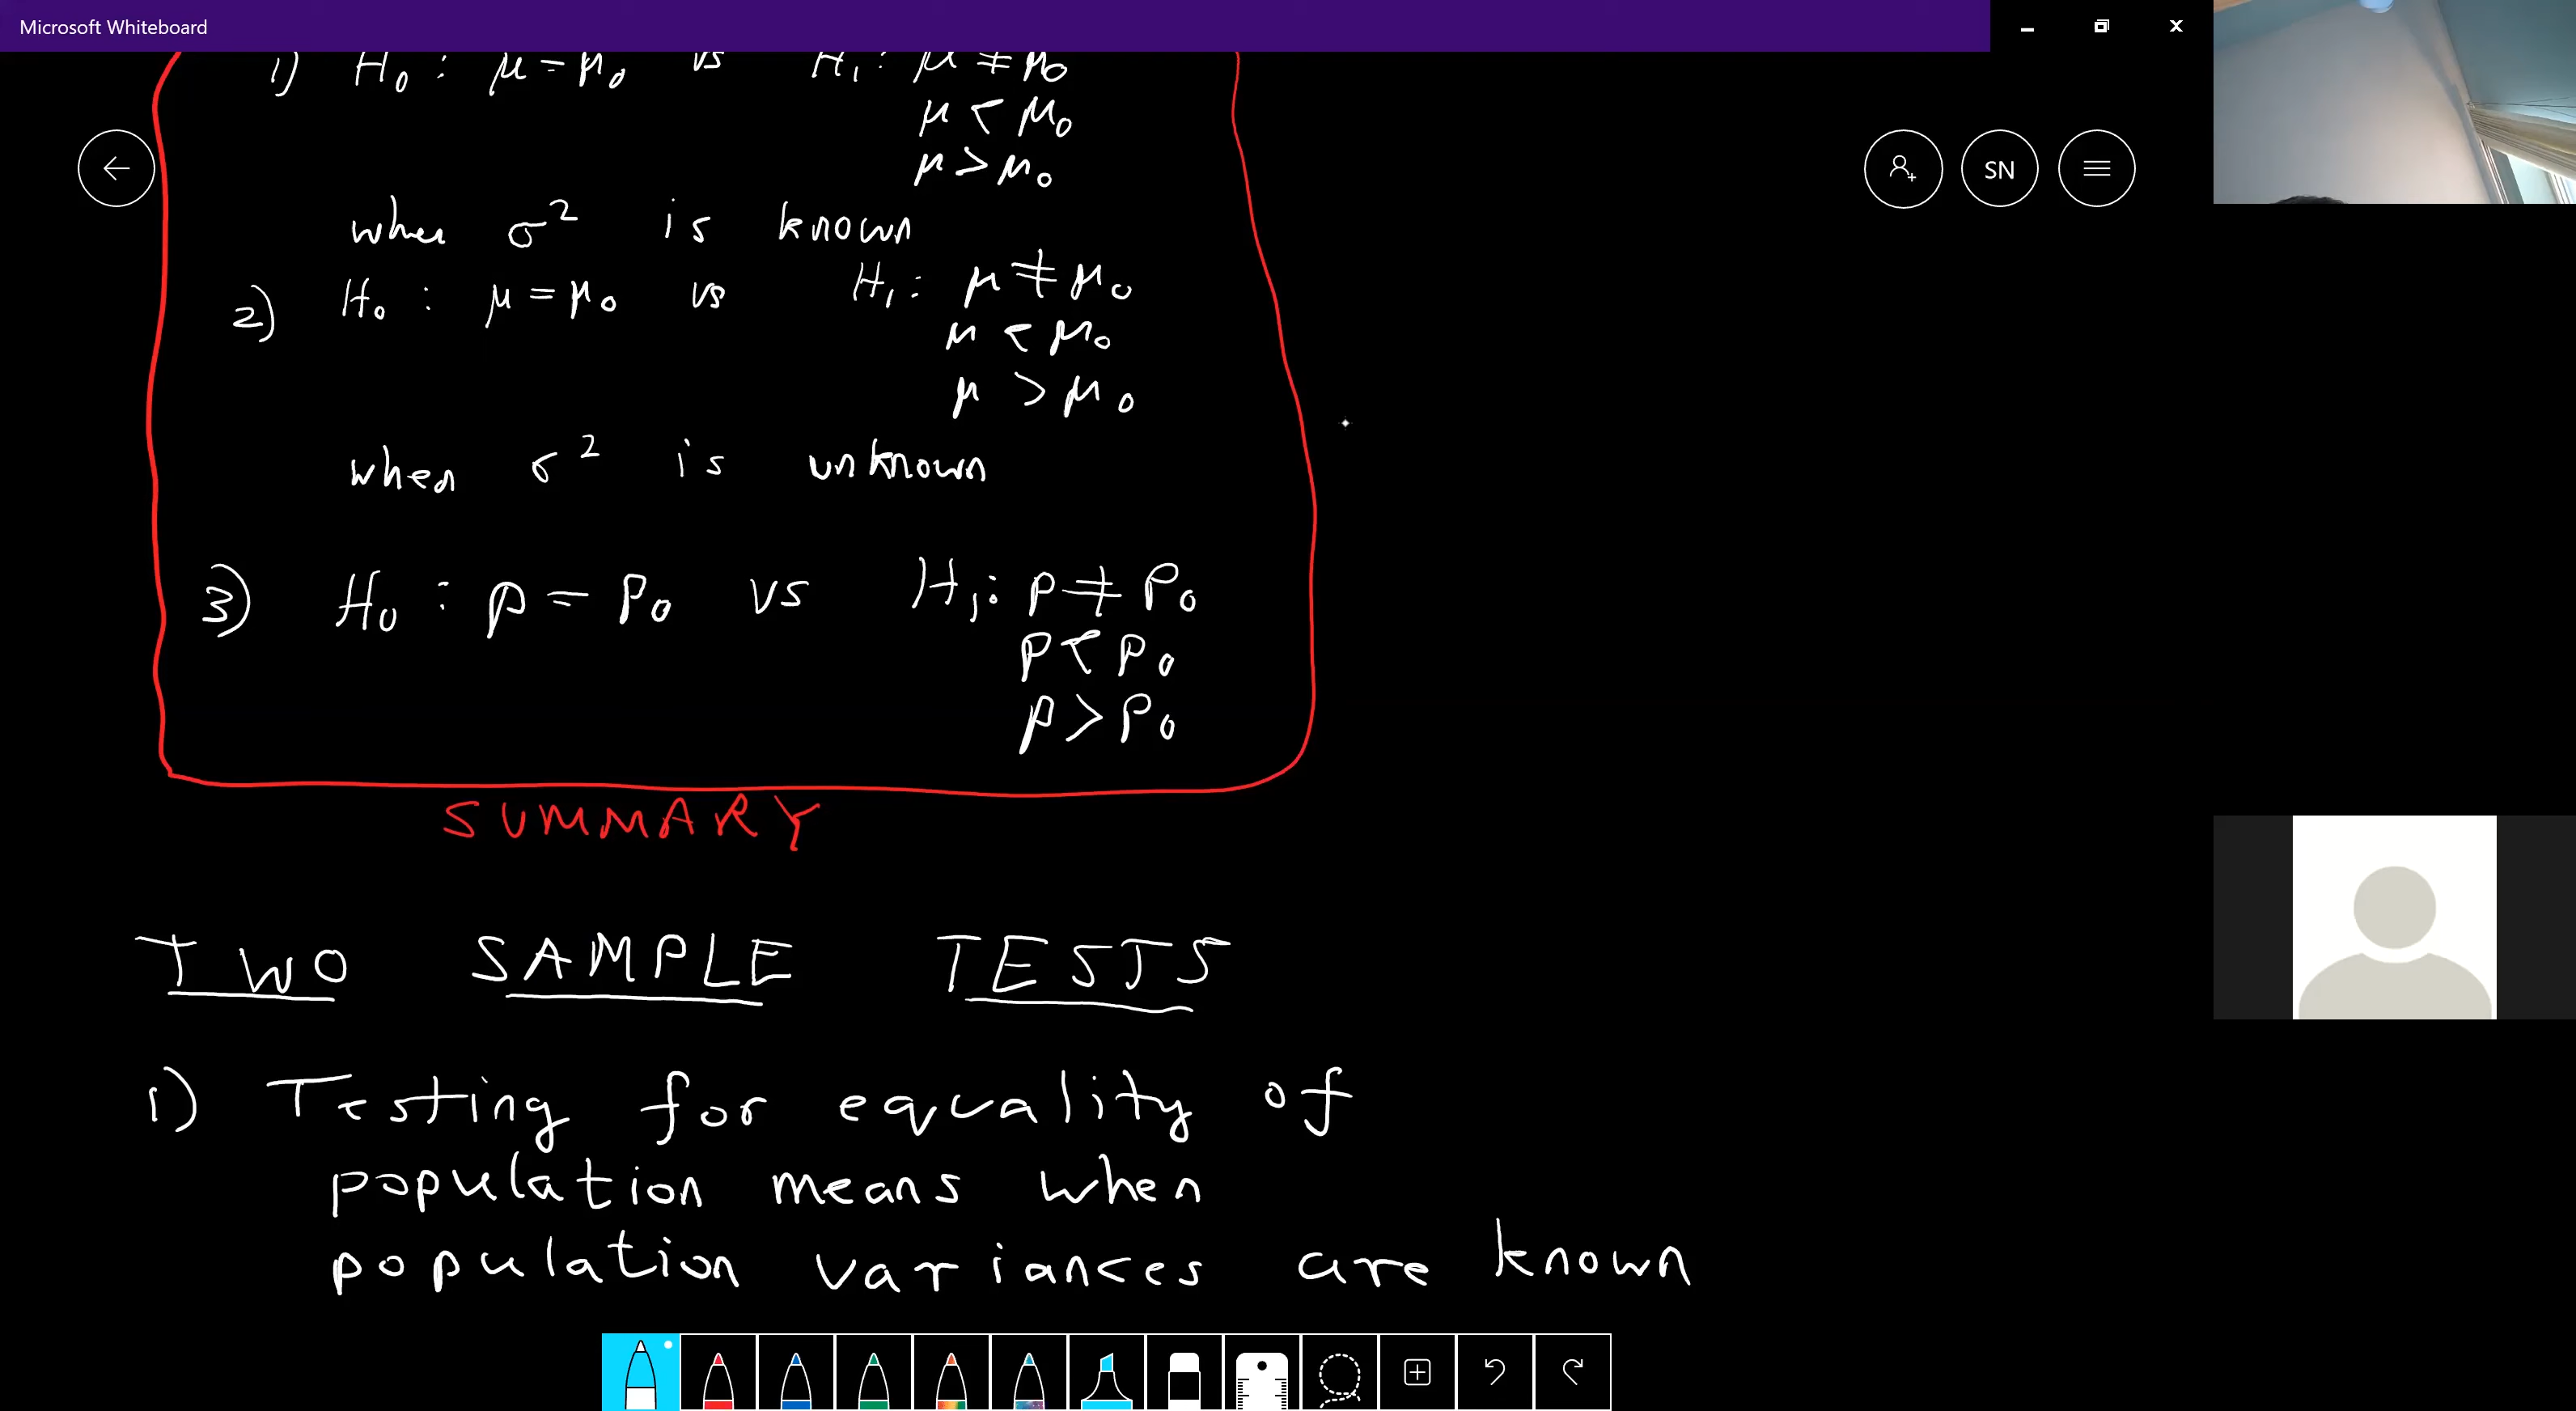 Microsoft Whiteboard
1) H₀ : μ = μ₀ vs H₁ : μ ≠ μ₀
μ < μ₀
μ > μ₀
SN
when σ² is known
2) H₀ : μ = μ₀ vs H₁ : μ ≠ μ₀
μ < μ₀
μ > μ₀
when σ² is unknown
3) H₀ : p = p₀ vs H₁ : p ≠ p₀
p < p₀
p > p₀
SUMMARY
TWO SAMPLE TESTS
1) Testing for equality of
population means when
population variances are known